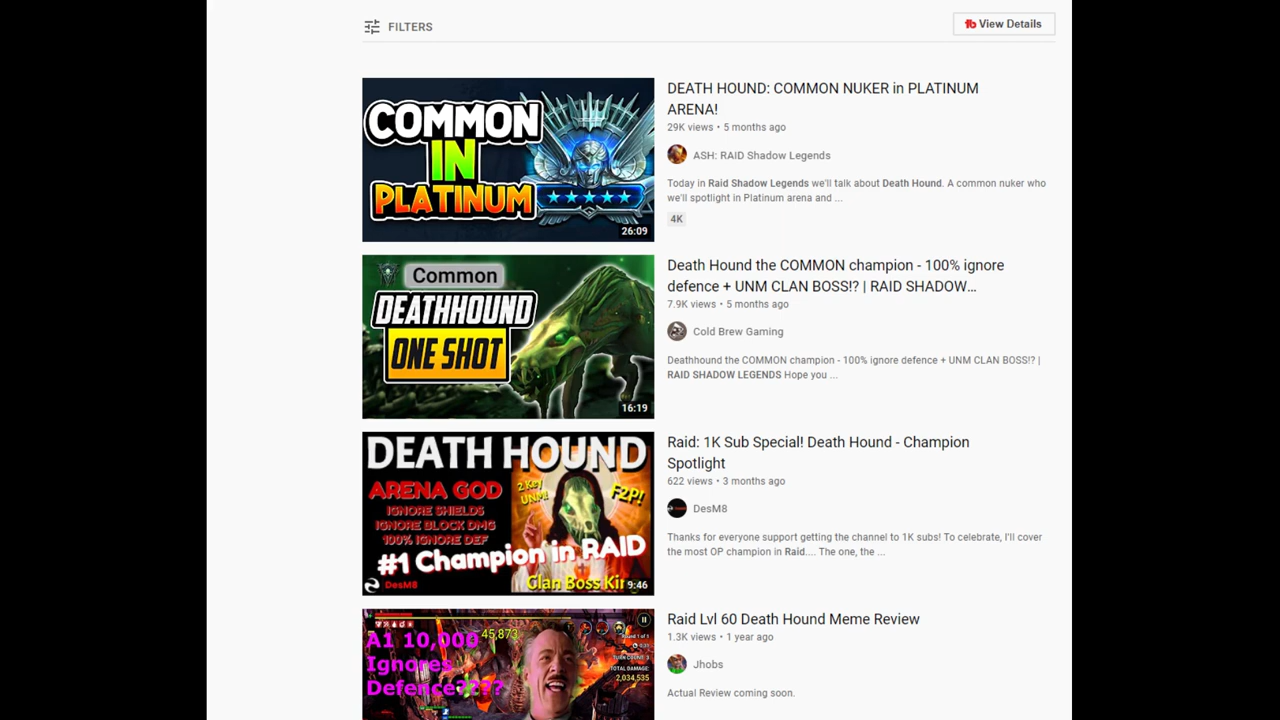 FILTERS
View Details
COMMON
IN
PLATINUM
26:09
DEATH HOUND: COMMON NUKER in PLATINUM
ARENA!
29K views • 5 months ago
ASH: RAID Shadow Legends
Today in Raid Shadow Legends we'll talk about Death Hound. A common nuker who
we'll spotlight in Platinum arena and ...
4K
Common
DEATHHOUND
ONE SHOT
16:19
Death Hound the COMMON champion - 100% ignore
defence + UNM CLAN BOSS!? | RAID SHADOW...
7.9K views • 5 months ago
Cold Brew Gaming
Deathhound the COMMON champion - 100% ignore defence + UNM CLAN BOSS!? |
RAID SHADOW LEGENDS Hope you ...
DEATH HOUND
ARENA GOD
IGNORE SHIELDS
IGNORE BLOCK DMG
100% IGNORE DEF
2 Key
UNM!
F2P!
#1 Champion in RAID
DesM8
Clan Boss Kin
9:46
Raid: 1K Sub Special! Death Hound - Champion
Spotlight
622 views • 3 months ago
DesM8
Thanks for everyone support getting the channel to 1K subs! To celebrate, I'll cover
the most OP champion in Raid.... The one, the ...
A1 10,000
Ignores
Defence????
45,873
TOTAL DAMAGE:
2,034,535
Raid Lvl 60 Death Hound Meme Review
1.3K views • 1 year ago
Jhobs
Actual Review coming soon.